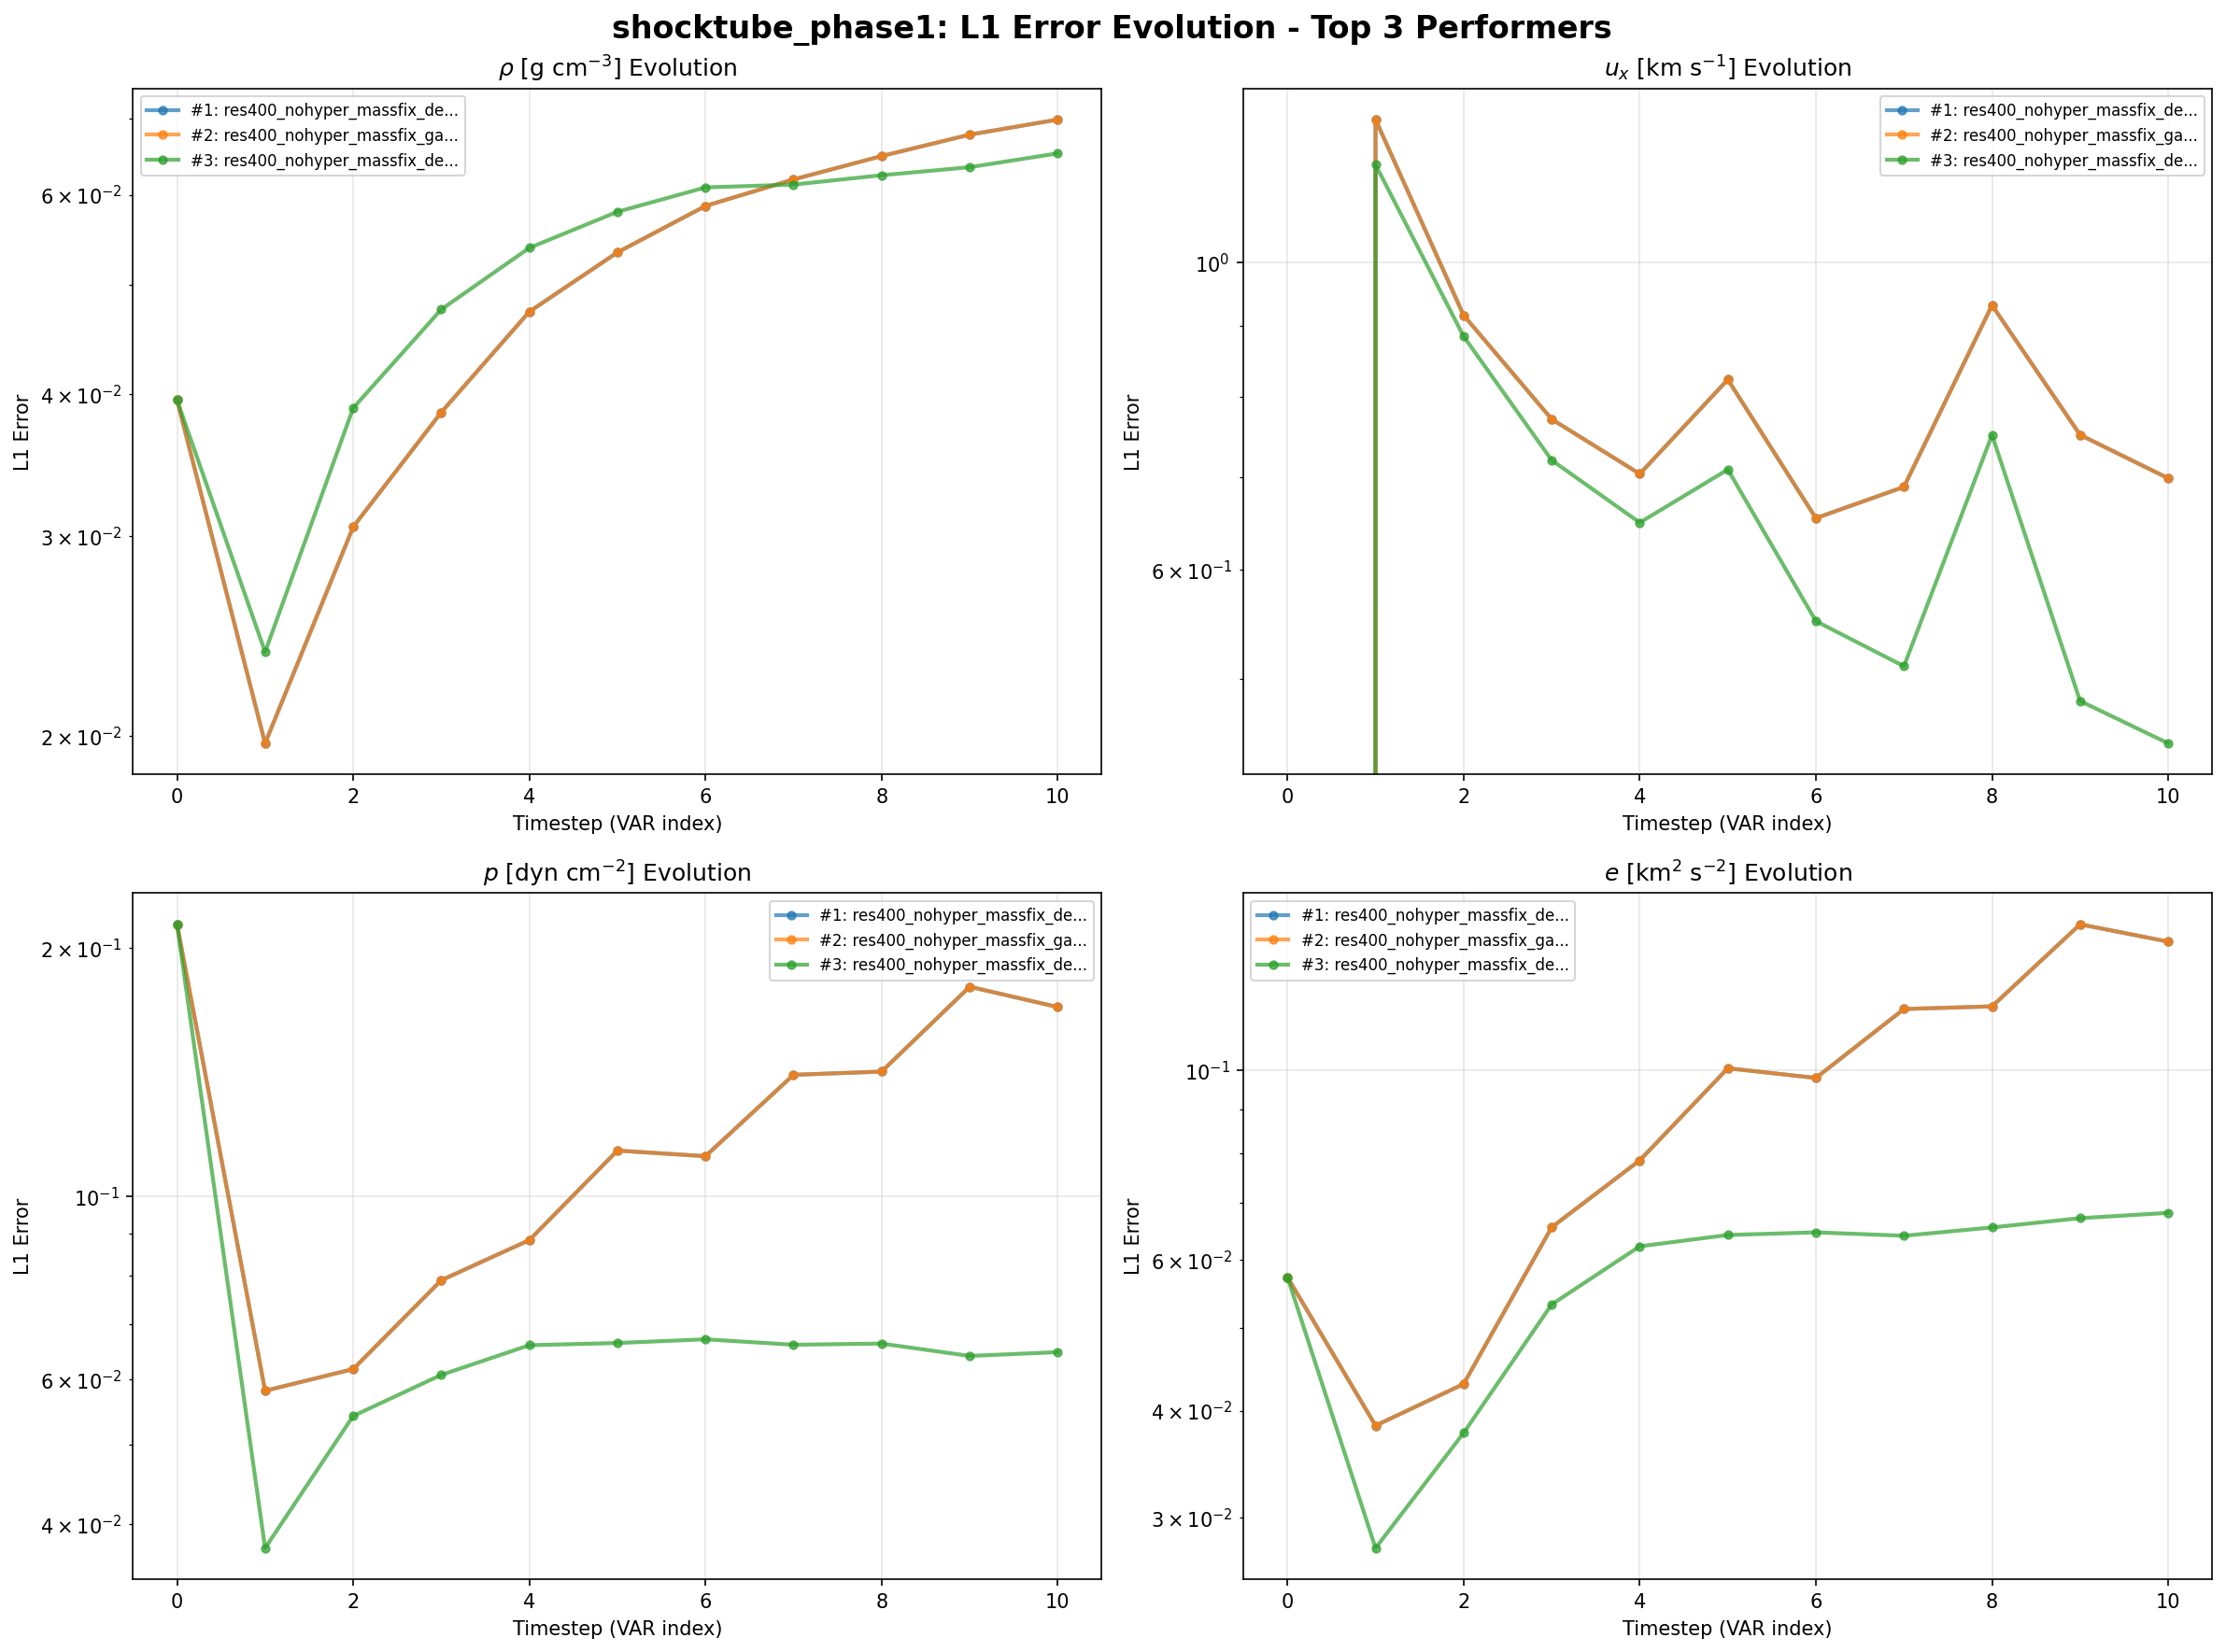 shocktube_phase1: L1 Error Evolution - Top 3 Performers
ρ [g cm⁻³] Evolution
#1: res400_nohyper_massfix_de...
#2: res400_nohyper_massfix_ga...
#3: res400_nohyper_massfix_de...
L1 Error
6 × 10⁻²
4 × 10⁻²
3 × 10⁻²
2 × 10⁻²
0 2 4 6 8 10
Timestep (VAR index)
uₓ [km s⁻¹] Evolution
#1: res400_nohyper_massfix_de...
#2: res400_nohyper_massfix_ga...
#3: res400_nohyper_massfix_de...
L1 Error
10⁰
6 × 10⁻¹
0 2 4 6 8 10
Timestep (VAR index)
p [dyn cm⁻²] Evolution
#1: res400_nohyper_massfix_de...
#2: res400_nohyper_massfix_ga...
#3: res400_nohyper_massfix_de...
L1 Error
2 × 10⁻¹
10⁻¹
6 × 10⁻²
4 × 10⁻²
0 2 4 6 8 10
Timestep (VAR index)
e [km² s⁻²] Evolution
#1: res400_nohyper_massfix_de...
#2: res400_nohyper_massfix_ga...
#3: res400_nohyper_massfix_de...
L1 Error
10⁻¹
6 × 10⁻²
4 × 10⁻²
3 × 10⁻²
0 2 4 6 8 10
Timestep (VAR index)